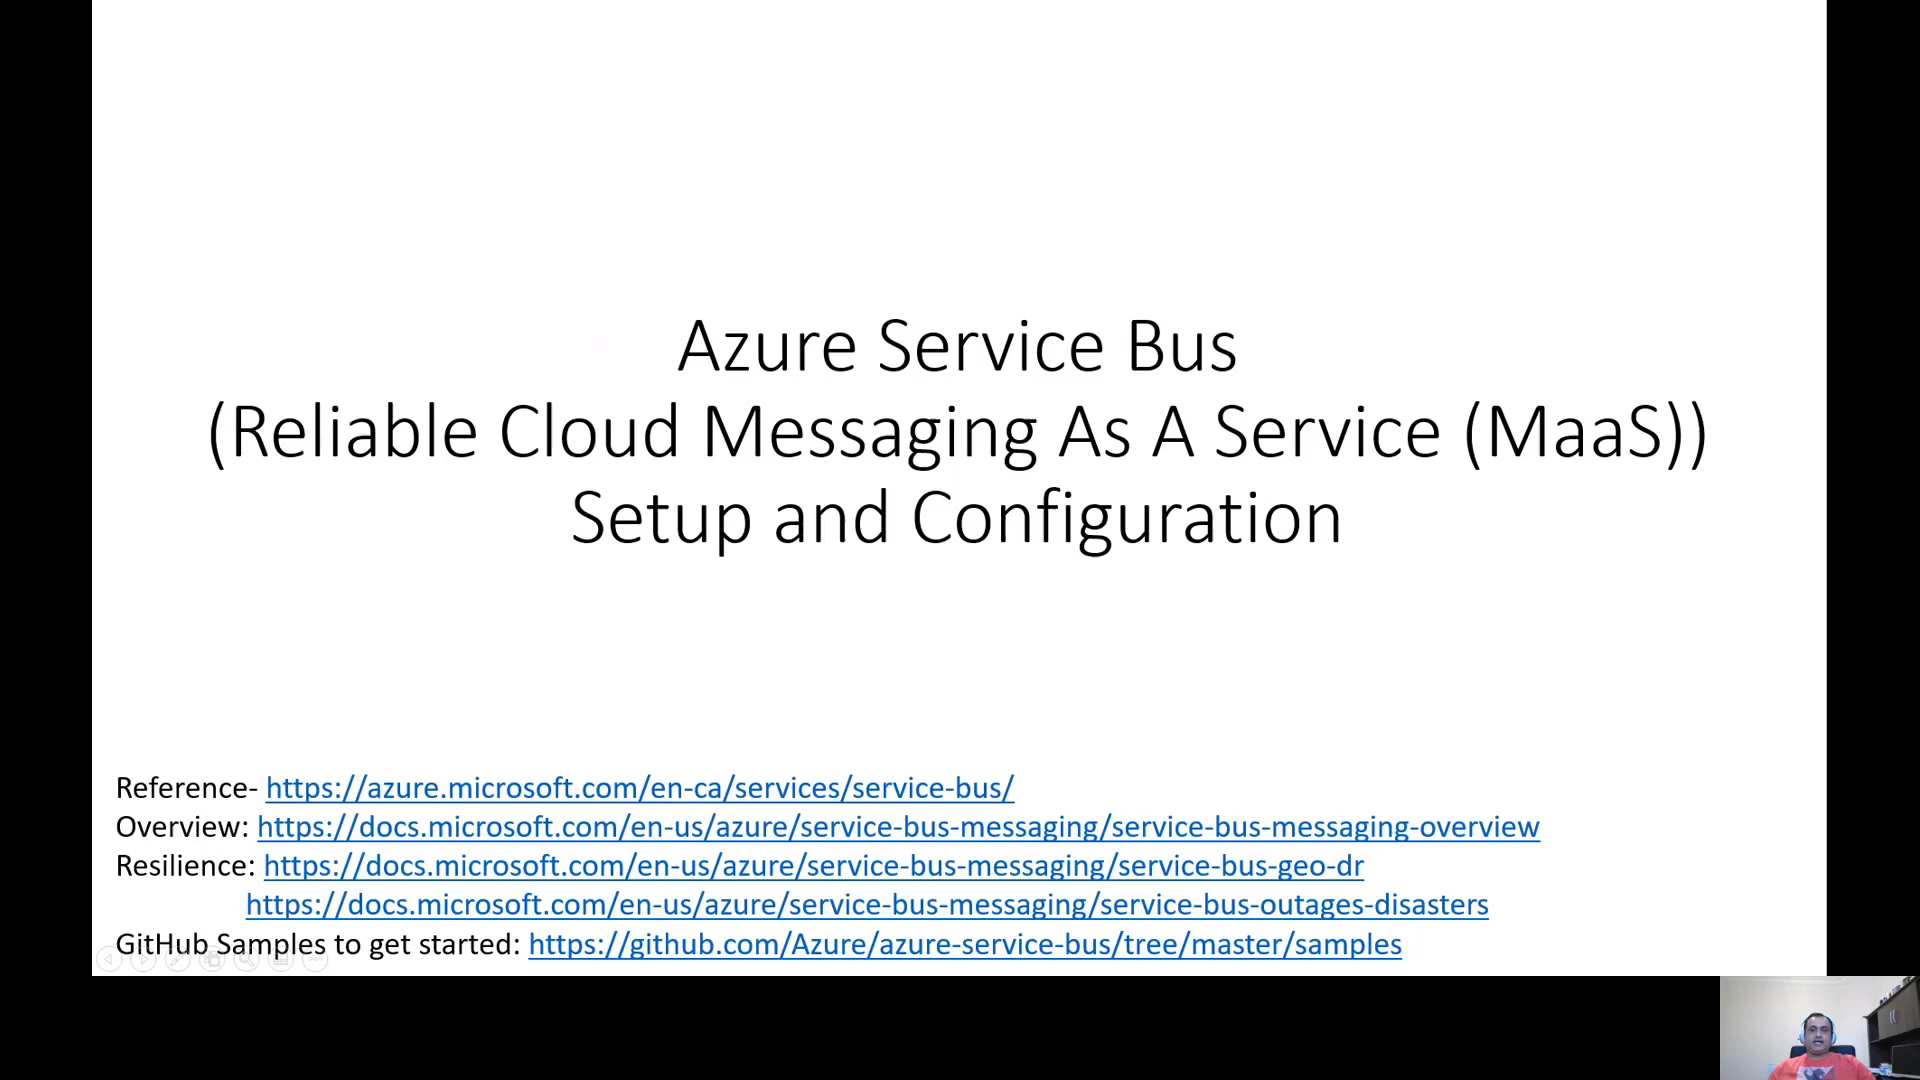 Azure Service Bus
(Reliable Cloud Messaging As A Service (MaaS))
Setup and Configuration
Reference- https://azure.microsoft.com/en-ca/services/service-bus/
Overview: https://docs.microsoft.com/en-us/azure/service-bus-messaging/service-bus-messaging-overview
Resilience: https://docs.microsoft.com/en-us/azure/service-bus-messaging/service-bus-geo-dr
https://docs.microsoft.com/en-us/azure/service-bus-messaging/service-bus-outages-disasters
GitHub Samples to get started: https://github.com/Azure/azure-service-bus/tree/master/samples